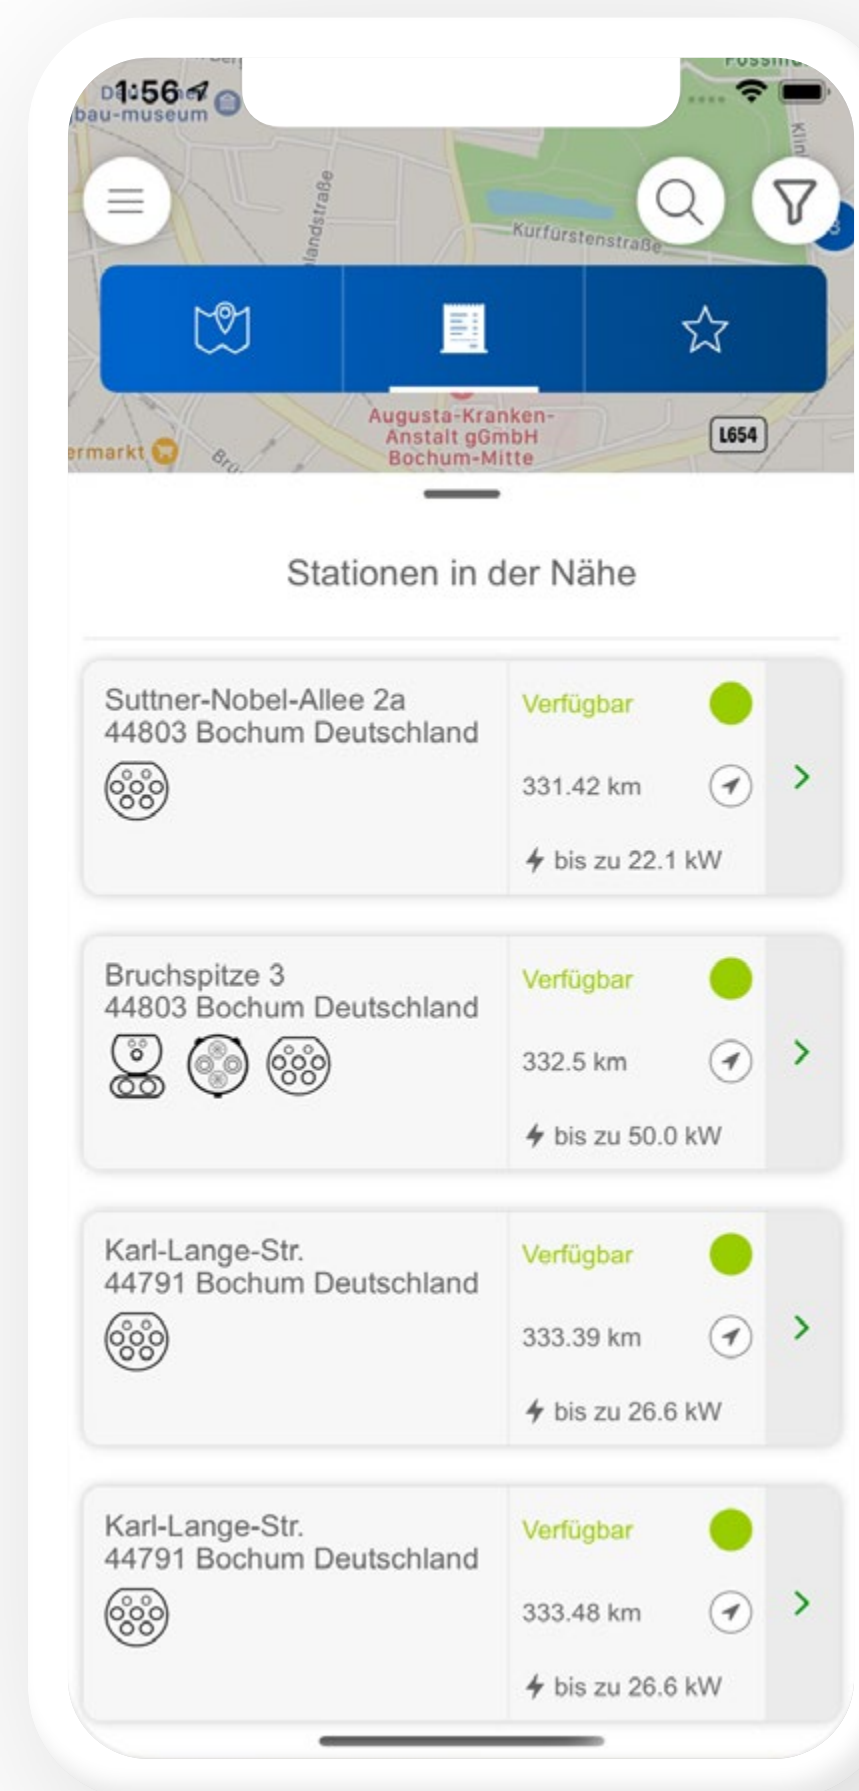 1:56
bau-museum
landstraße
Kurfürstenstraße
Augusta-Kranken-
Anstalt gGmbH
Bochum-Mitte
L654
ermarkt
Stationen in der Nähe
Suttner-Nobel-Allee 2a
44803 Bochum Deutschland
Verfügbar
331.42 km
bis zu 22.1 kW
Bruchspitze 3
44803 Bochum Deutschland
Verfügbar
332.5 km
bis zu 50.0 kW
Karl-Lange-Str.
44791 Bochum Deutschland
Verfügbar
333.39 km
bis zu 26.6 kW
Karl-Lange-Str.
44791 Bochum Deutschland
Verfügbar
333.48 km
bis zu 26.6 kW